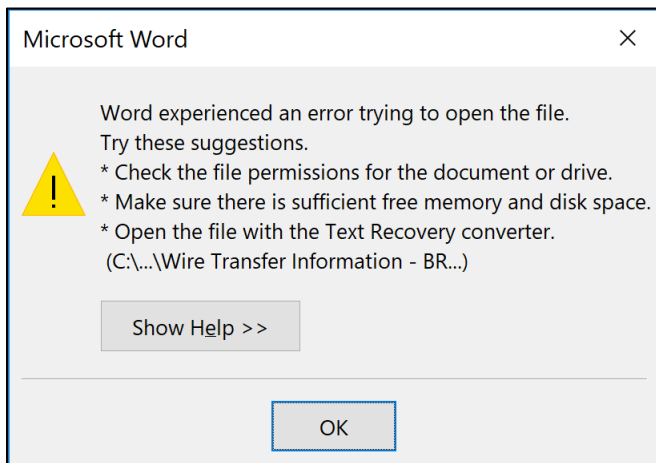 Microsoft Word
Word experienced an error trying to open the file.
Try these suggestions.
* Check the file permissions for the document or drive.
* Make sure there is sufficient free memory and disk space.
* Open the file with the Text Recovery converter.
(C:\...\Wire Transfer Information - BR...)
Show Help >>
OK